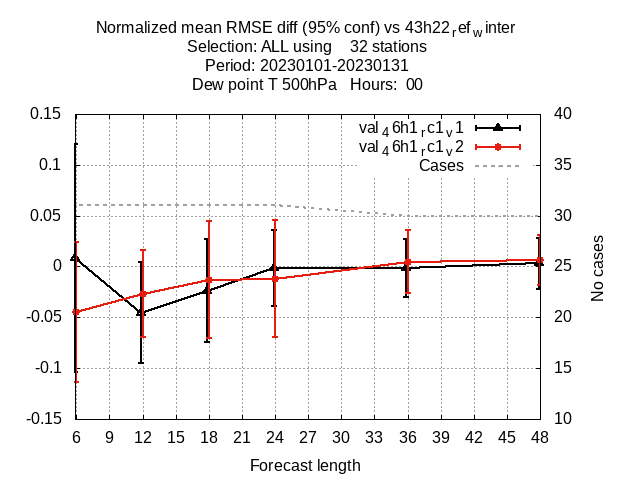 Normalized mean RMSE diff (95% conf) vs 43h22refwinter
Selection: ALL using    32 stations
Period: 20230101-20230131
Dew point T 500hPa   Hours:  00
0.15
0.1
0.05
0
-0.05
-0.1
-0.15
40
35
30
25
20
15
10
val46h1rc1v1
val46h1rc1v2
Cases
No cases
6 9 12 15 18 21 24 27 30 33 36 39 42 45 48
Forecast length